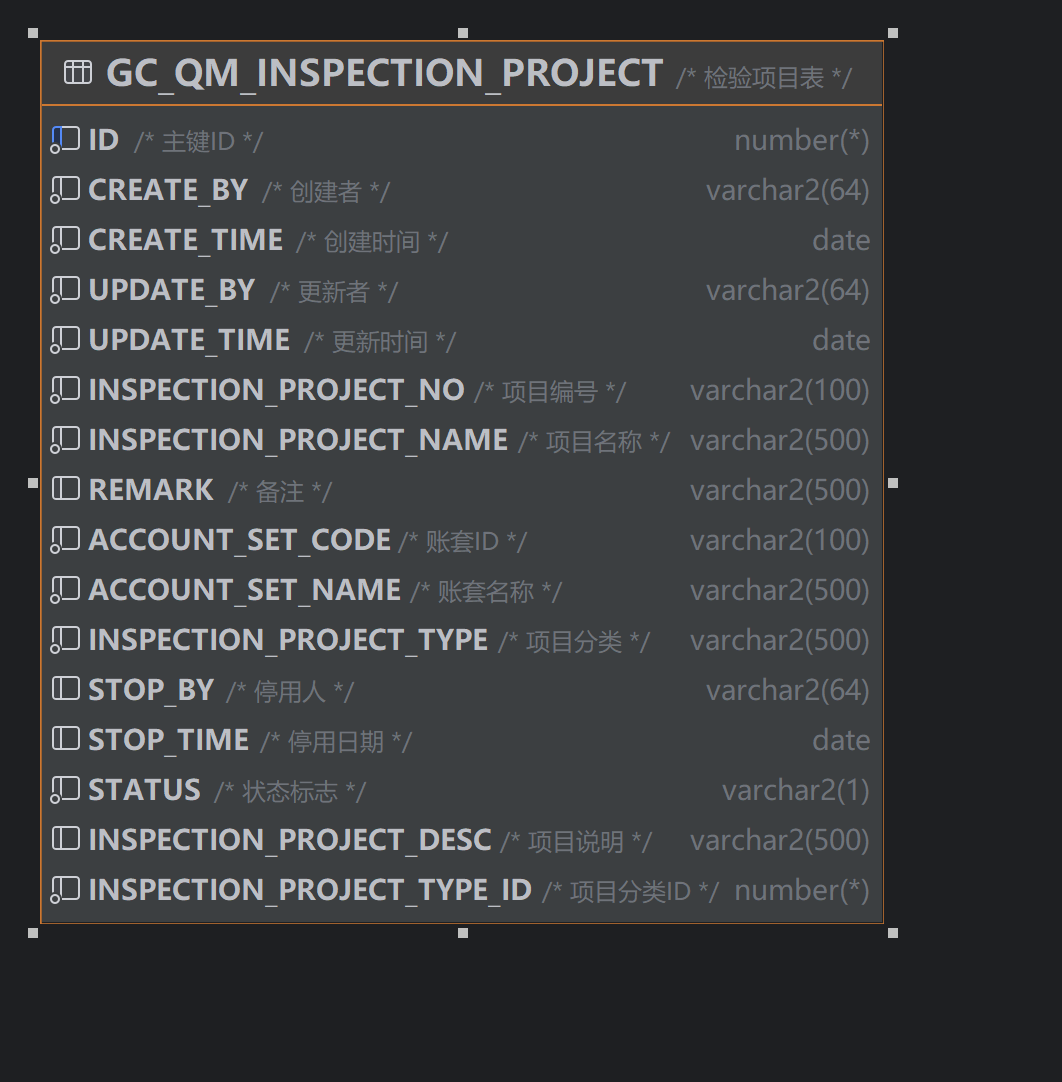 GC_QM_INSPECTION_PROJECT /* 检验项目表 */
ID /* 主键ID */ number(*)
CREATE_BY /* 创建者 */ varchar2(64)
CREATE_TIME /* 创建时间 */ date
UPDATE_BY /* 更新者 */ varchar2(64)
UPDATE_TIME /* 更新时间 */ date
INSPECTION_PROJECT_NO /* 项目编号 */ varchar2(100)
INSPECTION_PROJECT_NAME /* 项目名称 */ varchar2(500)
REMARK /* 备注 */ varchar2(500)
ACCOUNT_SET_CODE /* 账套ID */ varchar2(100)
ACCOUNT_SET_NAME /* 账套名称 */ varchar2(500)
INSPECTION_PROJECT_TYPE /* 项目分类 */ varchar2(500)
STOP_BY /* 停用人 */ varchar2(64)
STOP_TIME /* 停用日期 */ date
STATUS /* 状态标志 */ varchar2(1)
INSPECTION_PROJECT_DESC /* 项目说明 */ varchar2(500)
INSPECTION_PROJECT_TYPE_ID /* 项目分类ID */ number(*)